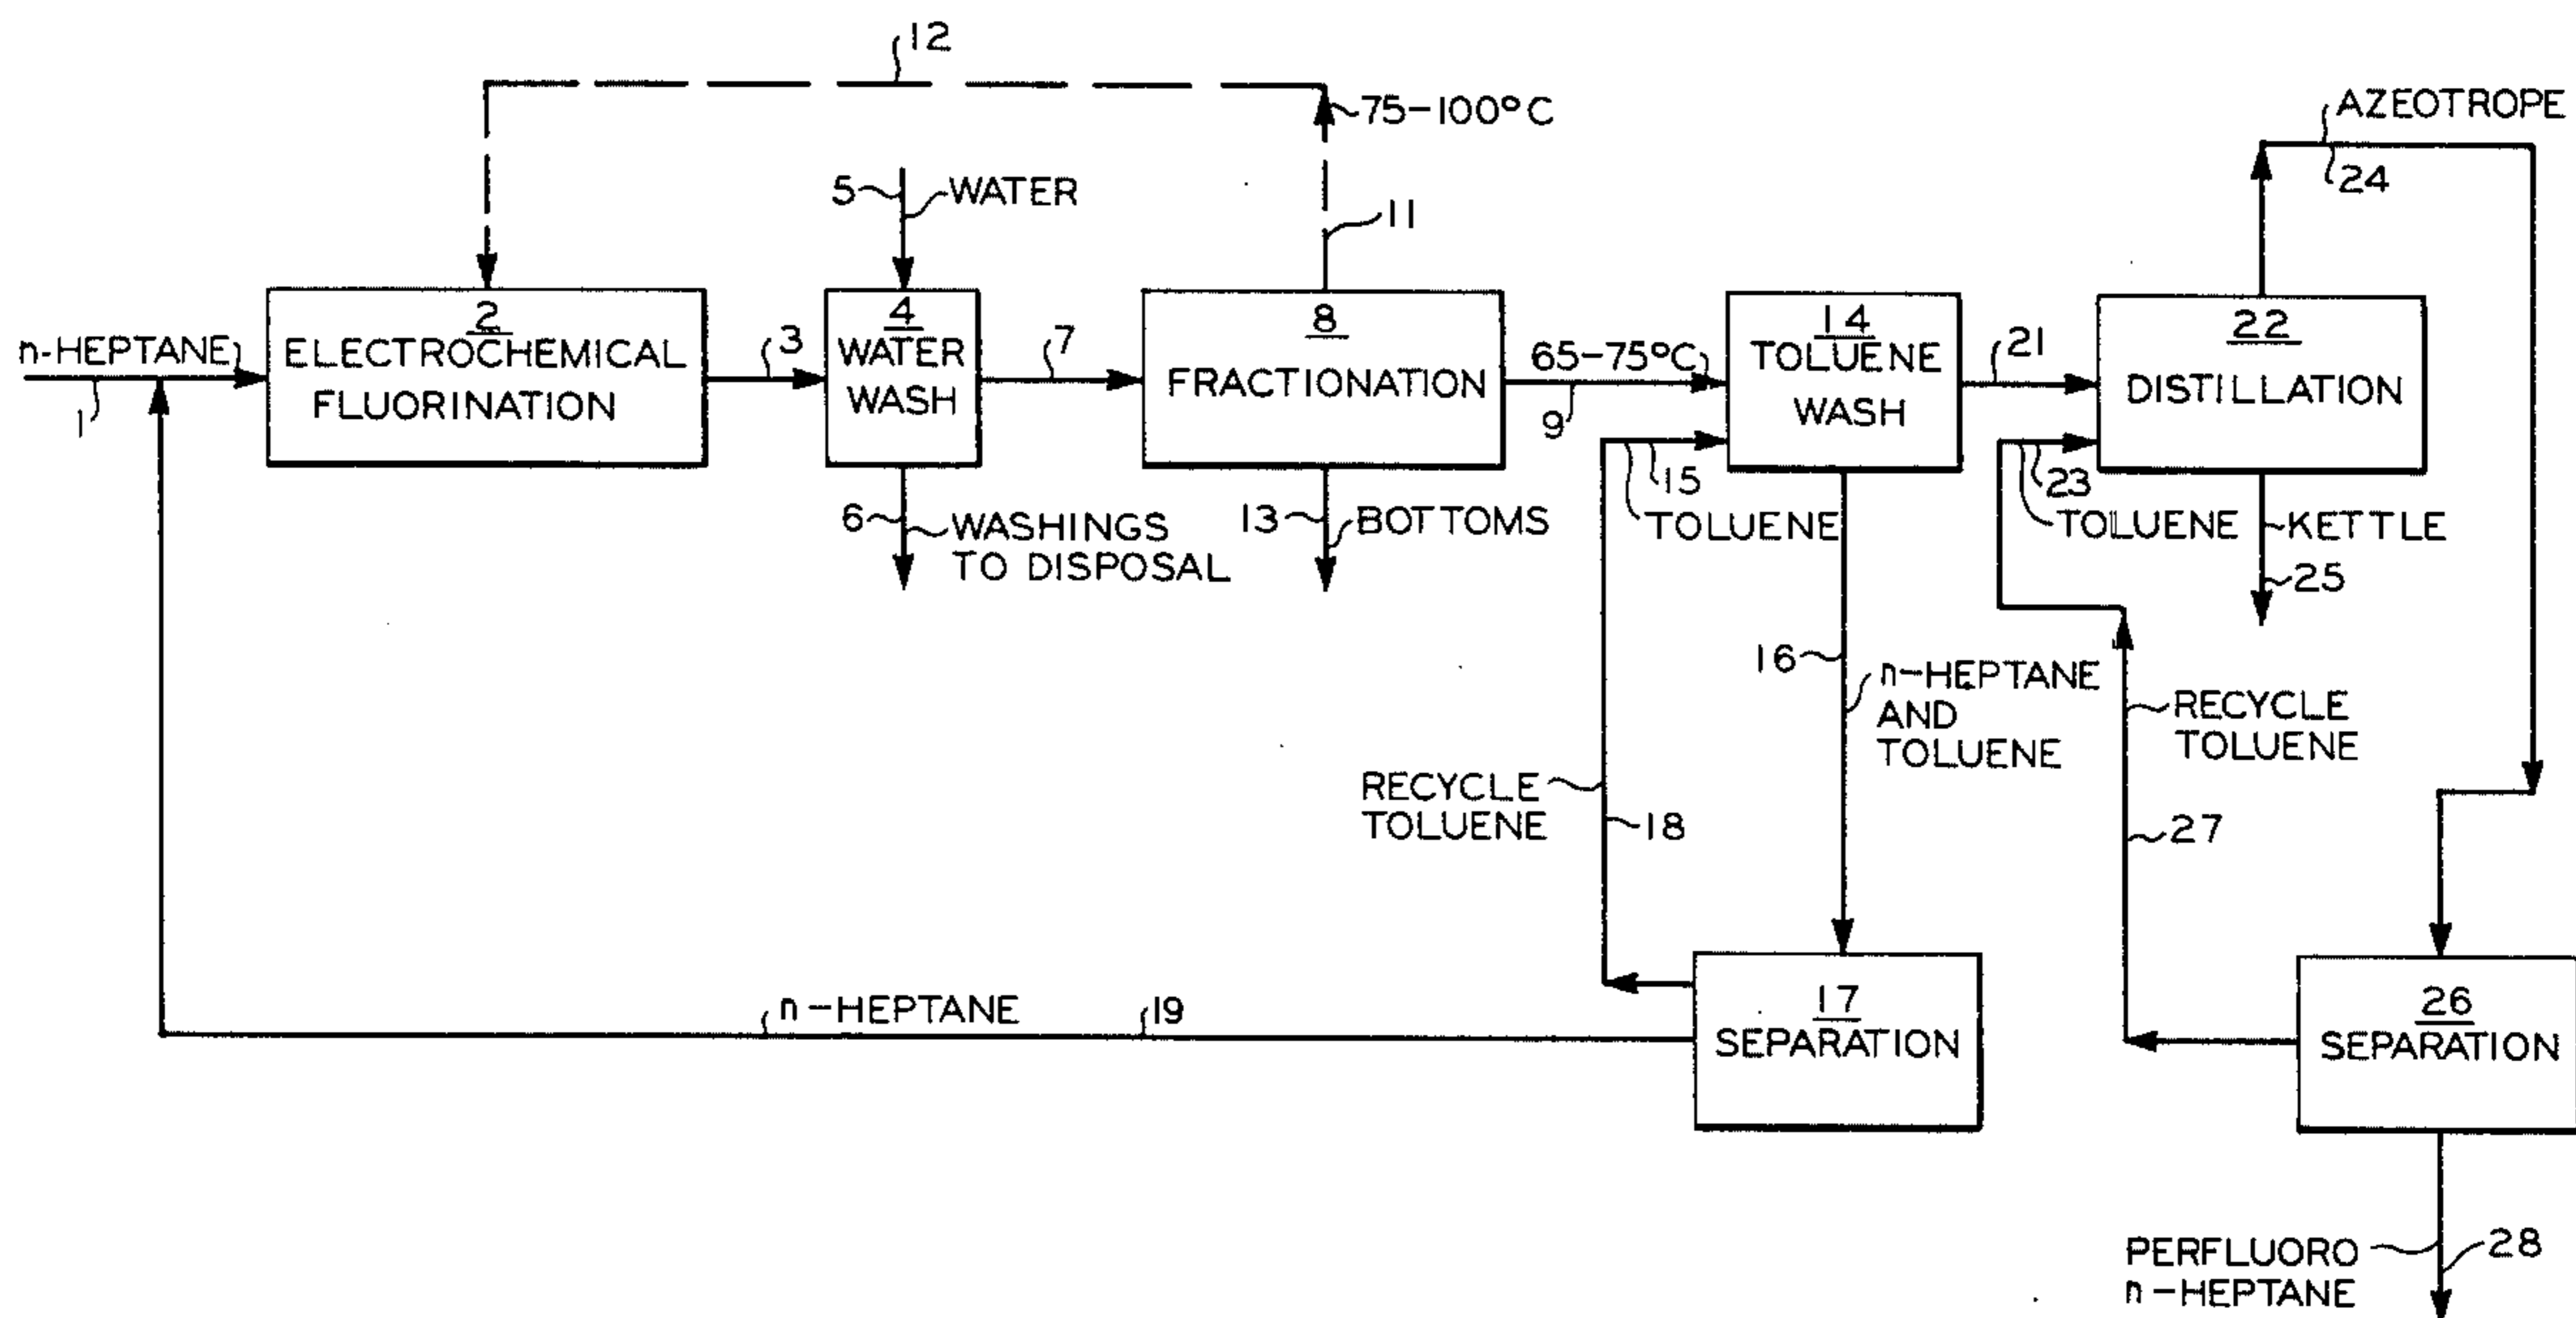 12
75-100°C
AZEOTROPE
24
5
WATER
11
n-HEPTANE
1
2
ELECTROCHEMICAL
FLUORINATION
3
4
WATER
WASH
7
8
FRACTIONATION
65-75°C
9
14
TOLUENE
WASH
21
22
DISTILLATION
15
TOLUENE
23
TOLUENE
6
WASHINGS
TO DISPOSAL
13
BOTTOMS
KETTLE
25
16
n-HEPTANE
AND
TOLUENE
RECYCLE
TOLUENE
18
RECYCLE
TOLUENE
27
n-HEPTANE
19
17
SEPARATION
26
SEPARATION
PERFLUORO
n-HEPTANE
28